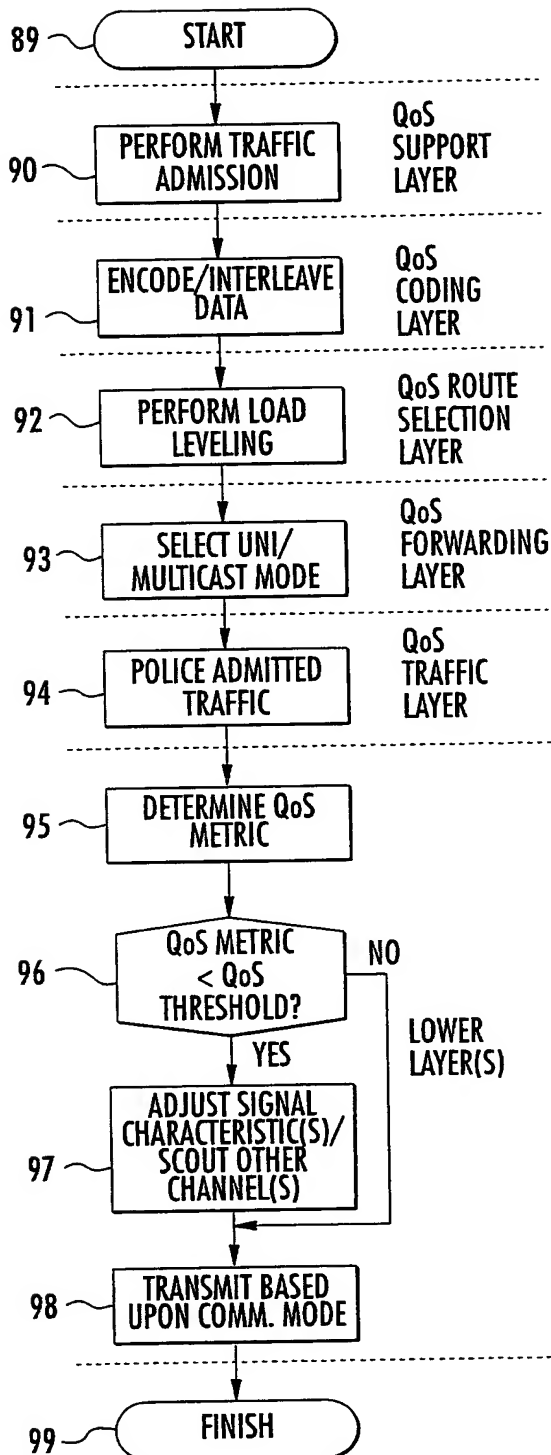 89
START
90
PERFORM TRAFFIC
ADMISSION
QoS
SUPPORT
LAYER
91
ENCODE/INTERLEAVE
DATA
QoS
CODING
LAYER
92
PERFORM LOAD
LEVELING
QoS ROUTE
SELECTION
LAYER
93
SELECT UNI/
MULTICAST MODE
QoS
FORWARDING
LAYER
94
POLICE ADMITTED
TRAFFIC
QoS
TRAFFIC
LAYER
95
DETERMINE QoS
METRIC
96
QoS METRIC
< QoS
THRESHOLD?
NO
YES
LOWER
LAYER(S)
97
ADJUST SIGNAL
CHARACTERISTIC(S)/
SCOUT OTHER
CHANNEL(S)
98
TRANSMIT BASED
UPON COMM. MODE
99
FINISH